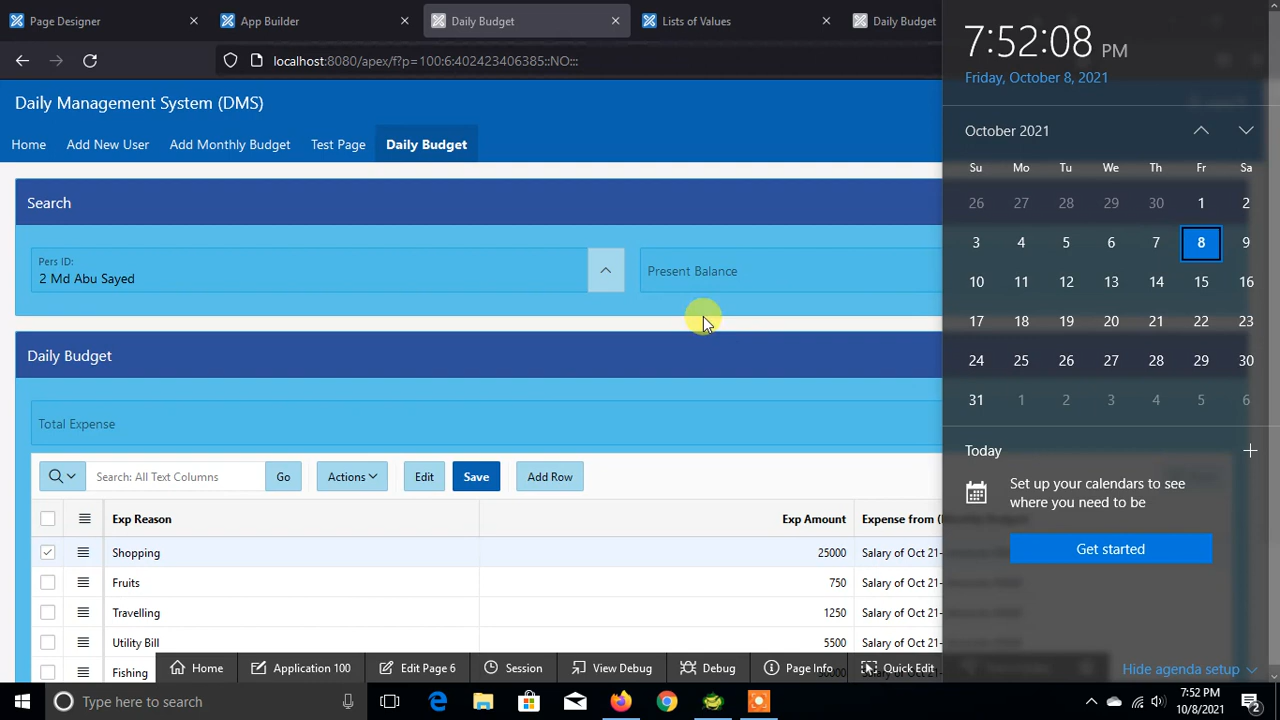 Page Designer
App Builder
Daily Budget
Lists of Values
Daily Budget
localhost:8080/apex/f?p=100:6:402423406385::NO:::
Daily Management System (DMS)
Home Add New User Add Monthly Budget Test Page Daily Budget
Search
Pers ID:
2 Md Abu Sayed
Present Balance
Daily Budget
Total Expense
Search: All Text Columns Go Actions Edit Save Add Row
Exp Reason Exp Amount Expense from (
Shopping 25000 Salary of Oct 21-
Fruits 750 Salary of Oct 21-
Travelling 1250 Salary of Oct 21-
Utility Bill 5500 Salary of Oct 21-
Fishing
Home Application 100 Edit Page 6 Session View Debug Debug Page Info Quick Edit
7:52:08 PM
Friday, October 8, 2021
October 2021
Su Mo Tu We Th Fr Sa
26 27 28 29 30 1 2
3 4 5 6 7 8 9
10 11 12 13 14 15 16
17 18 19 20 21 22 23
24 25 26 27 28 29 30
31 1 2 3 4 5 6
Today
Set up your calendars to see
where you need to be
Get started
Hide agenda setup
Type here to search
7:52 PM
10/8/2021
2